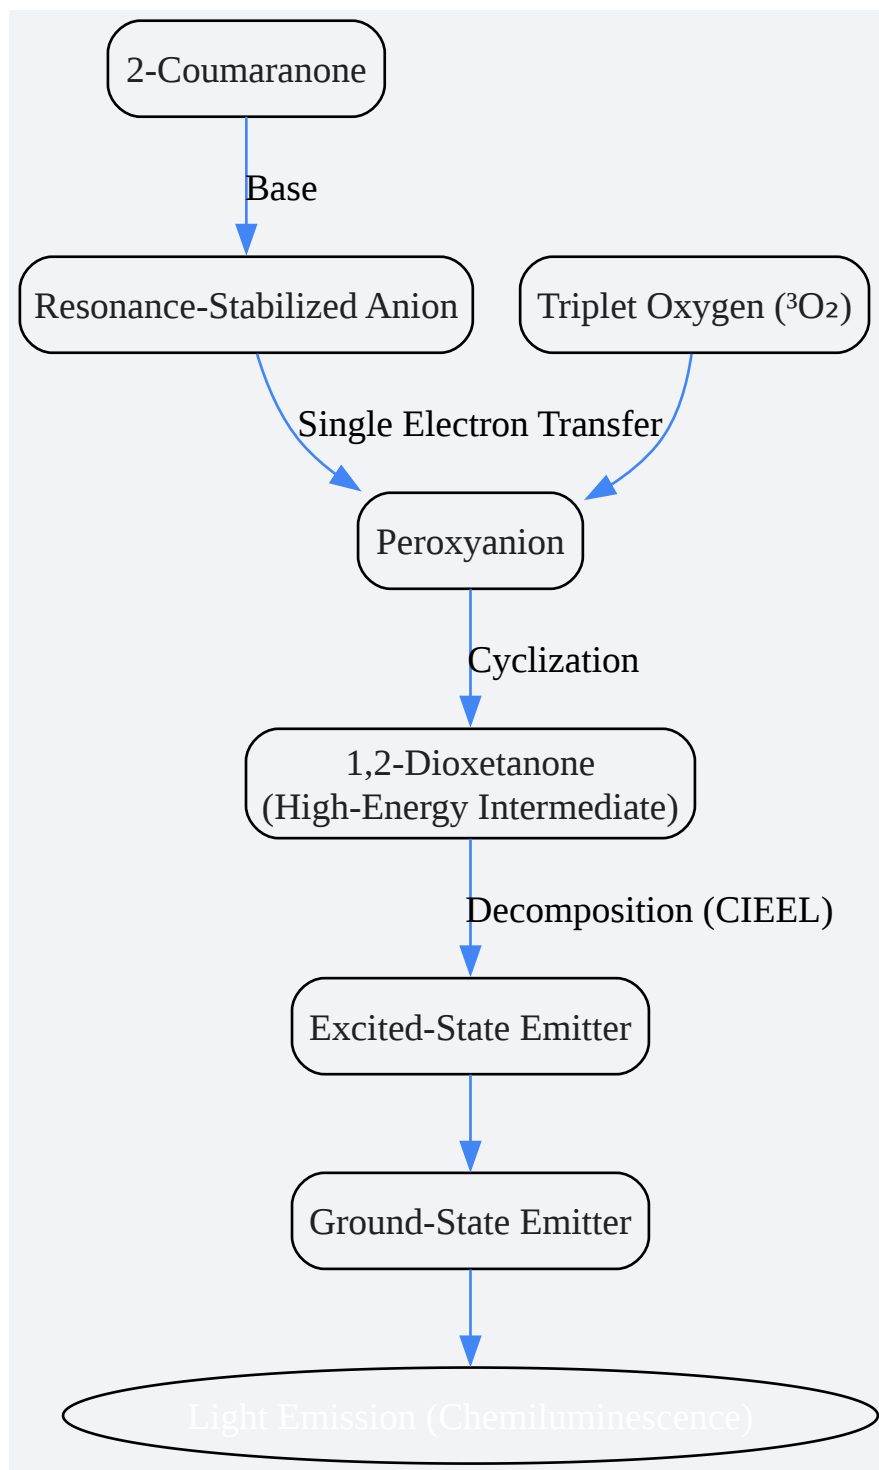 2-Coumaranone
Base
Resonance-Stabilized Anion
Triplet Oxygen (³O₂)
Single Electron Transfer
Peroxyanion
Cyclization
1,2-Dioxetanone
(High-Energy Intermediate)
Decomposition (CIEEL)
Excited-State Emitter
Ground-State Emitter
Light Emission (Chemiluminescence)